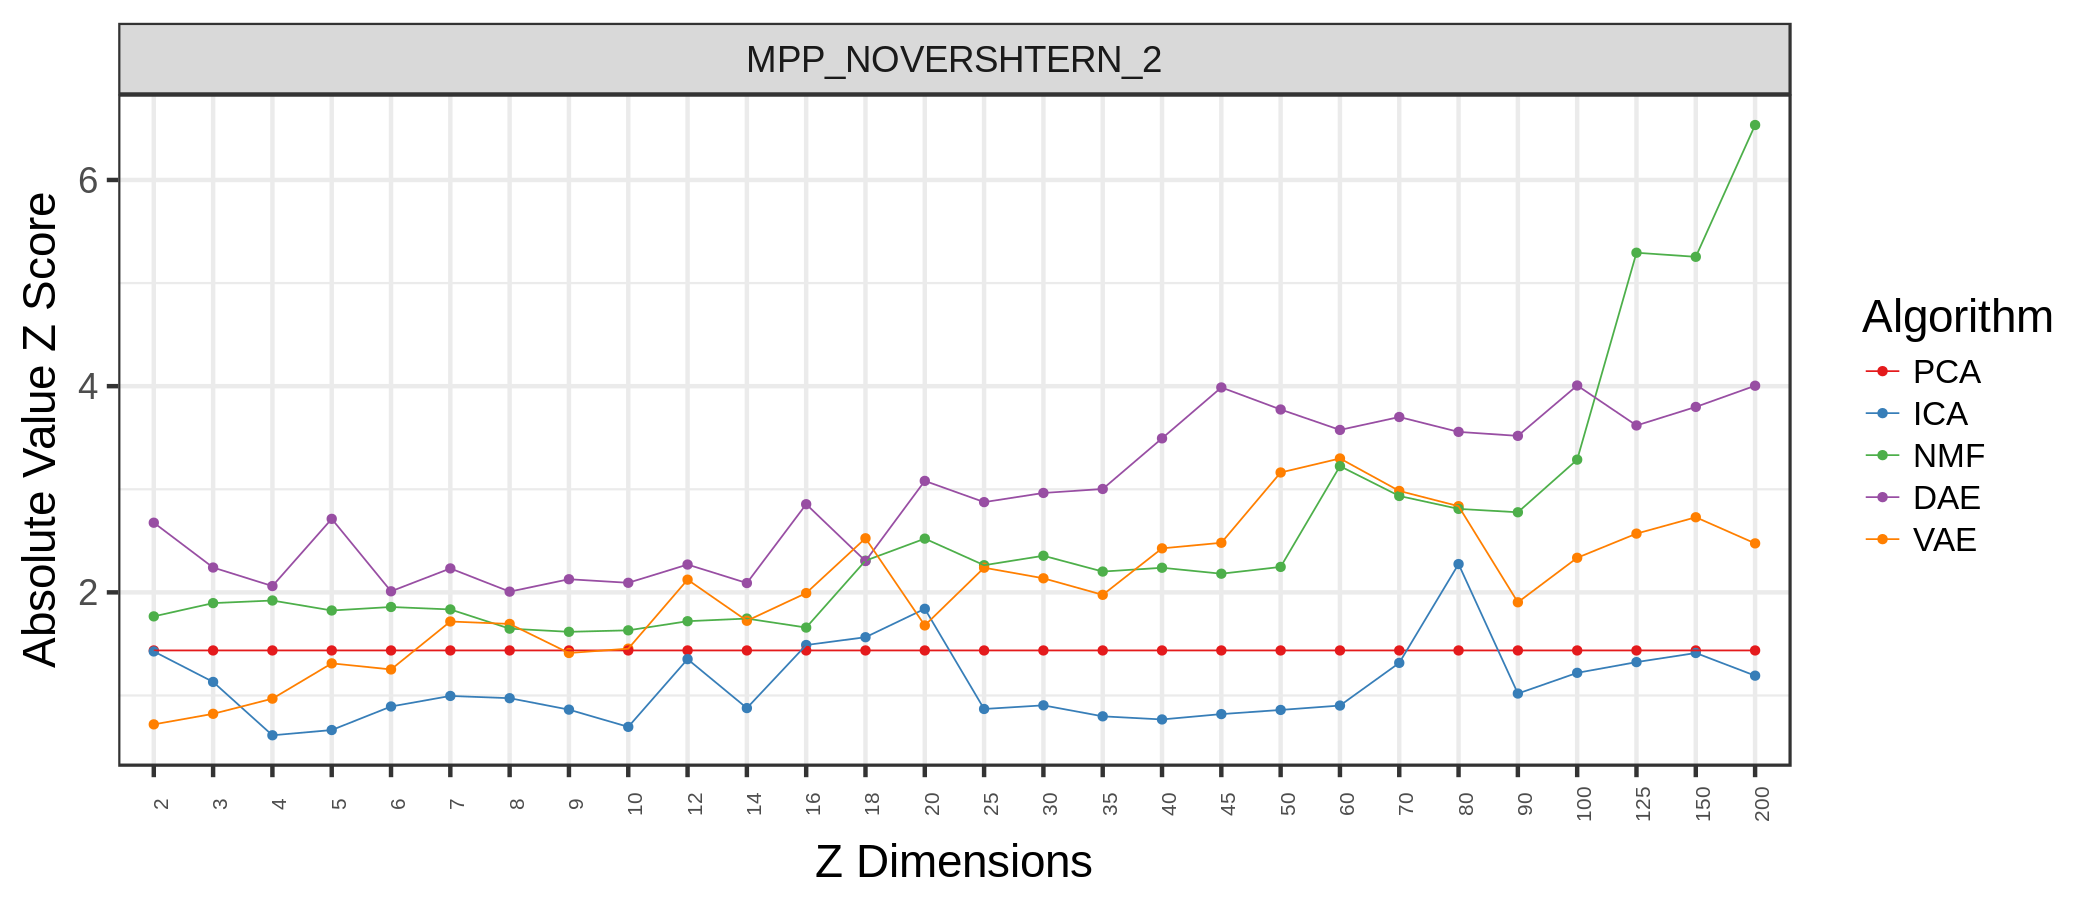 MPP_NOVERSHTERN_2
Absolute Value Z Score
6
4
2
2 3 4 5 6 7 8 9 10 12 14 16 18 20 25 30 35 40 45 50 60 70 80 90 100 125 150 200
Z Dimensions
Algorithm
PCA
ICA
NMF
DAE
VAE